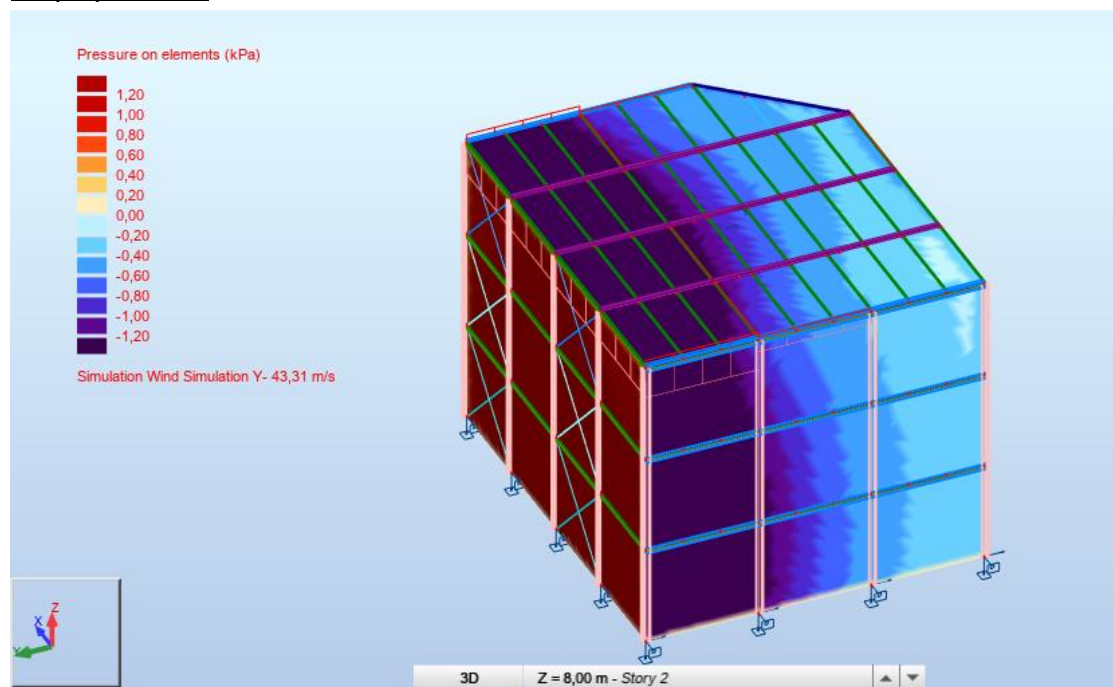 Pressure on elements (kPa)
1,20
1,00
0,80
0,60
0,40
0,20
0,00
-0,20
-0,40
-0,60
-0,80
-1,00
-1,20
Simulation Wind Simulation Y- 43,31 m/s
Z
X
Y
3D Z = 8,00 m - Story 2